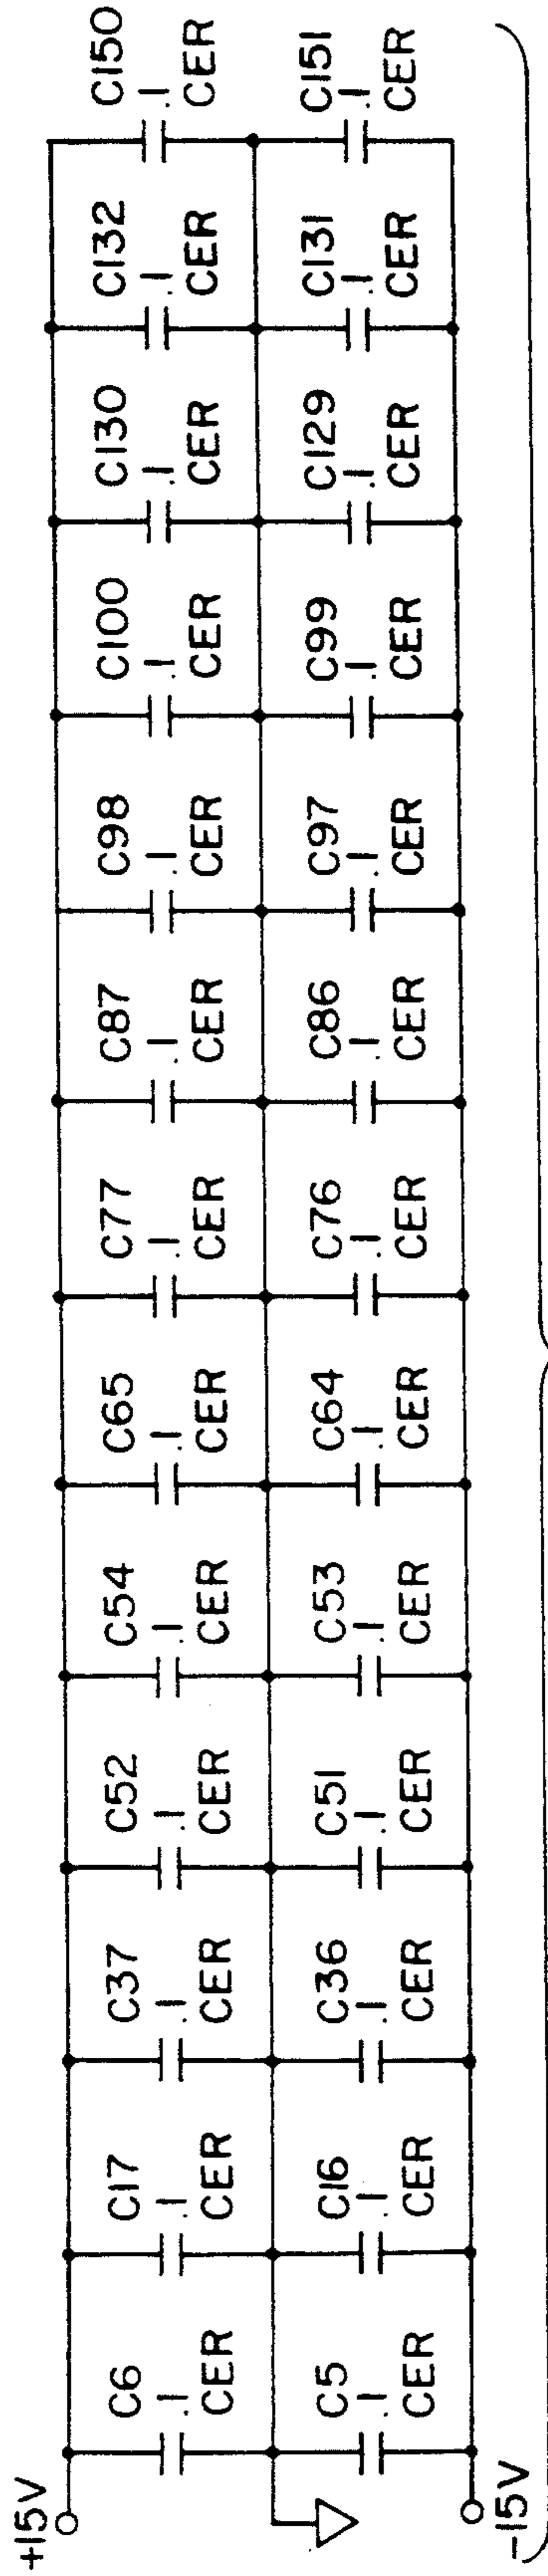 +15V
C6
.1
CER
C17
.1
CER
C37
.1
CER
C52
.1
CER
C54
.1
CER
C65
.1
CER
C77
.1
CER
C87
.1
CER
C98
.1
CER
C100
.1
CER
C130
.1
CER
C132
.1
CER
C150
.1
CER
C5
.1
CER
C16
.1
CER
C36
.1
CER
C51
.1
CER
C53
.1
CER
C64
.1
CER
C76
.1
CER
C86
.1
CER
C97
.1
CER
C99
.1
CER
C129
.1
CER
C131
.1
CER
C151
.1
CER
-15V